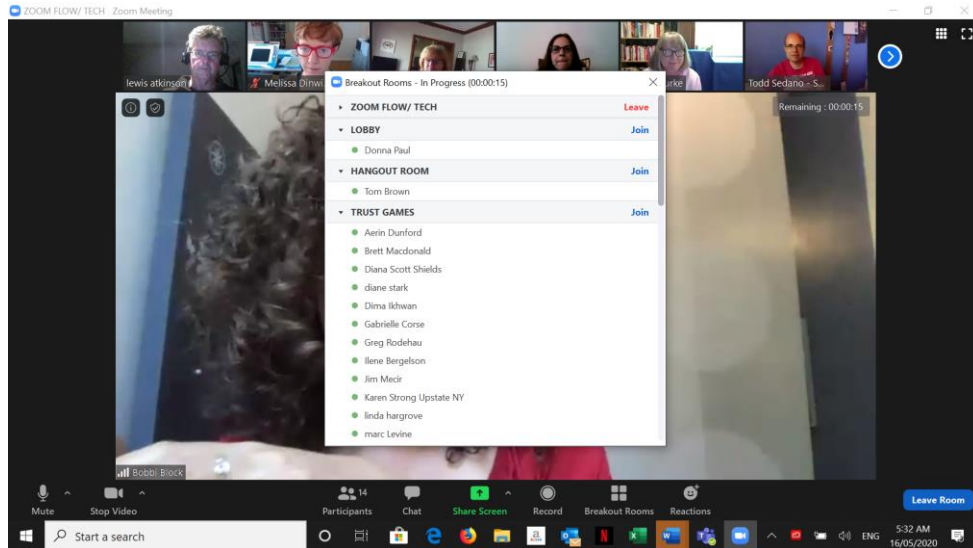 ZOOM FLOW/ TECH - Zoom Meeting
lewis atkinson
Melissa Dinwi
rke
Todd Sedano - S...
Breakout Rooms - In Progress (00:00:15)
Remaining : 00:00:15
ZOOM FLOW/ TECH Leave
LOBBY Join
Donna Paul
HANGOUT ROOM Join
Tom Brown
TRUST GAMES Join
Aerin Dunford
Brett Macdonald
Diana Scott Shields
diane stark
Dima Ikhwan
Gabrielle Corse
Greg Rodehau
Ilene Bergelson
Jim Mecir
Karen Strong Upstate NY
linda hargrove
marc Levine
Bobbi Block
14
Mute Stop Video Participants Chat Share Screen Record Breakout Rooms Reactions
Leave Room
Start a search
ENG
5:32 AM
16/05/2020